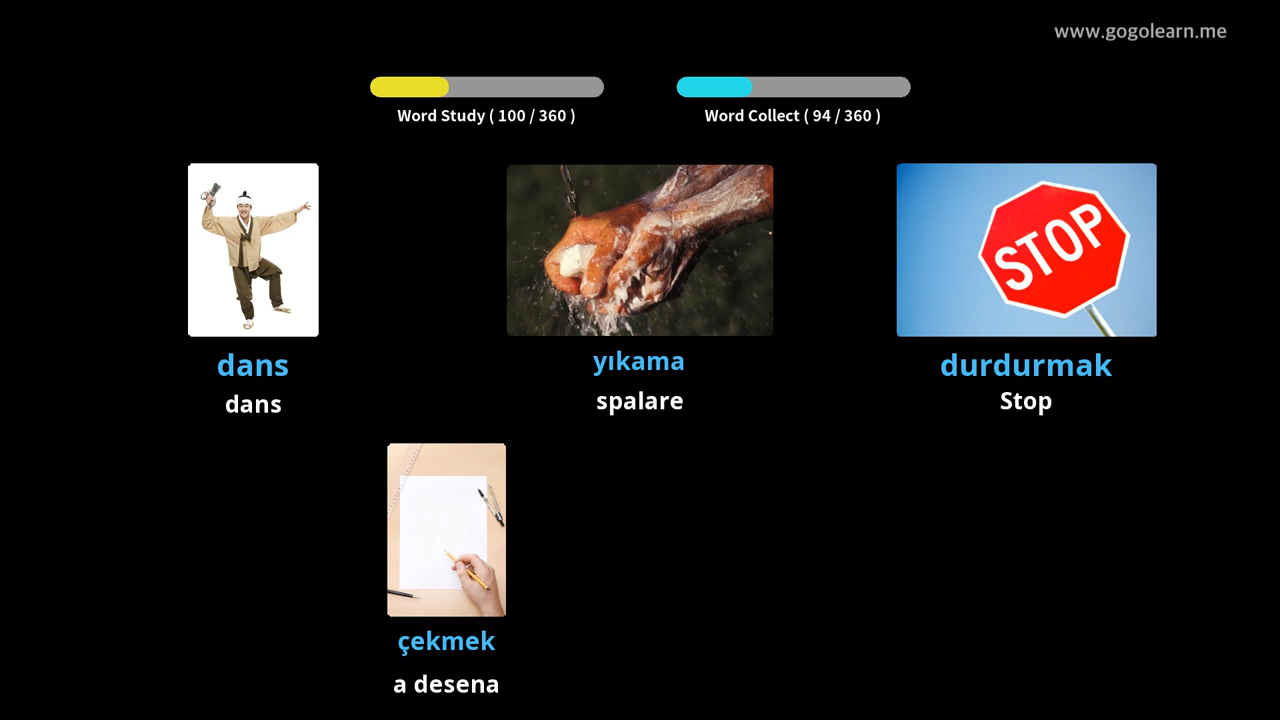 www.gogolearn.me
Word Study ( 100 / 360 )
Word Collect ( 94 / 360 )
STOP
dans
yıkama
durdurmak
dans
spalare
Stop
çekmek
a desena